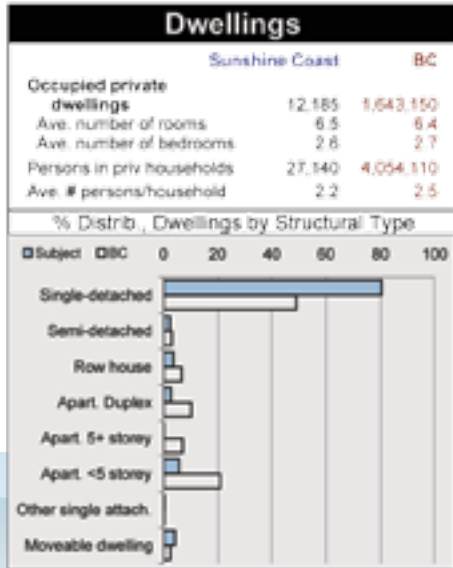 Dwellings
Sunshine Coast BC
Occupied private
dwellings 12,185 1,643,150
Ave. number of rooms 6.5 6.4
Ave. number of bedrooms 2.6 2.7
Persons in priv households 27,140 4,054,110
Ave. # persons/household 2.2 2.5
% Distrib., Dwellings by Structural Type
Subject BC 0 20 40 60 80 100
Single-detached
Semi-detached
Row house
Apart. Duplex
Apart. 5+ storey
Apart. <5 storey
Other single attach.
Moveable dwelling